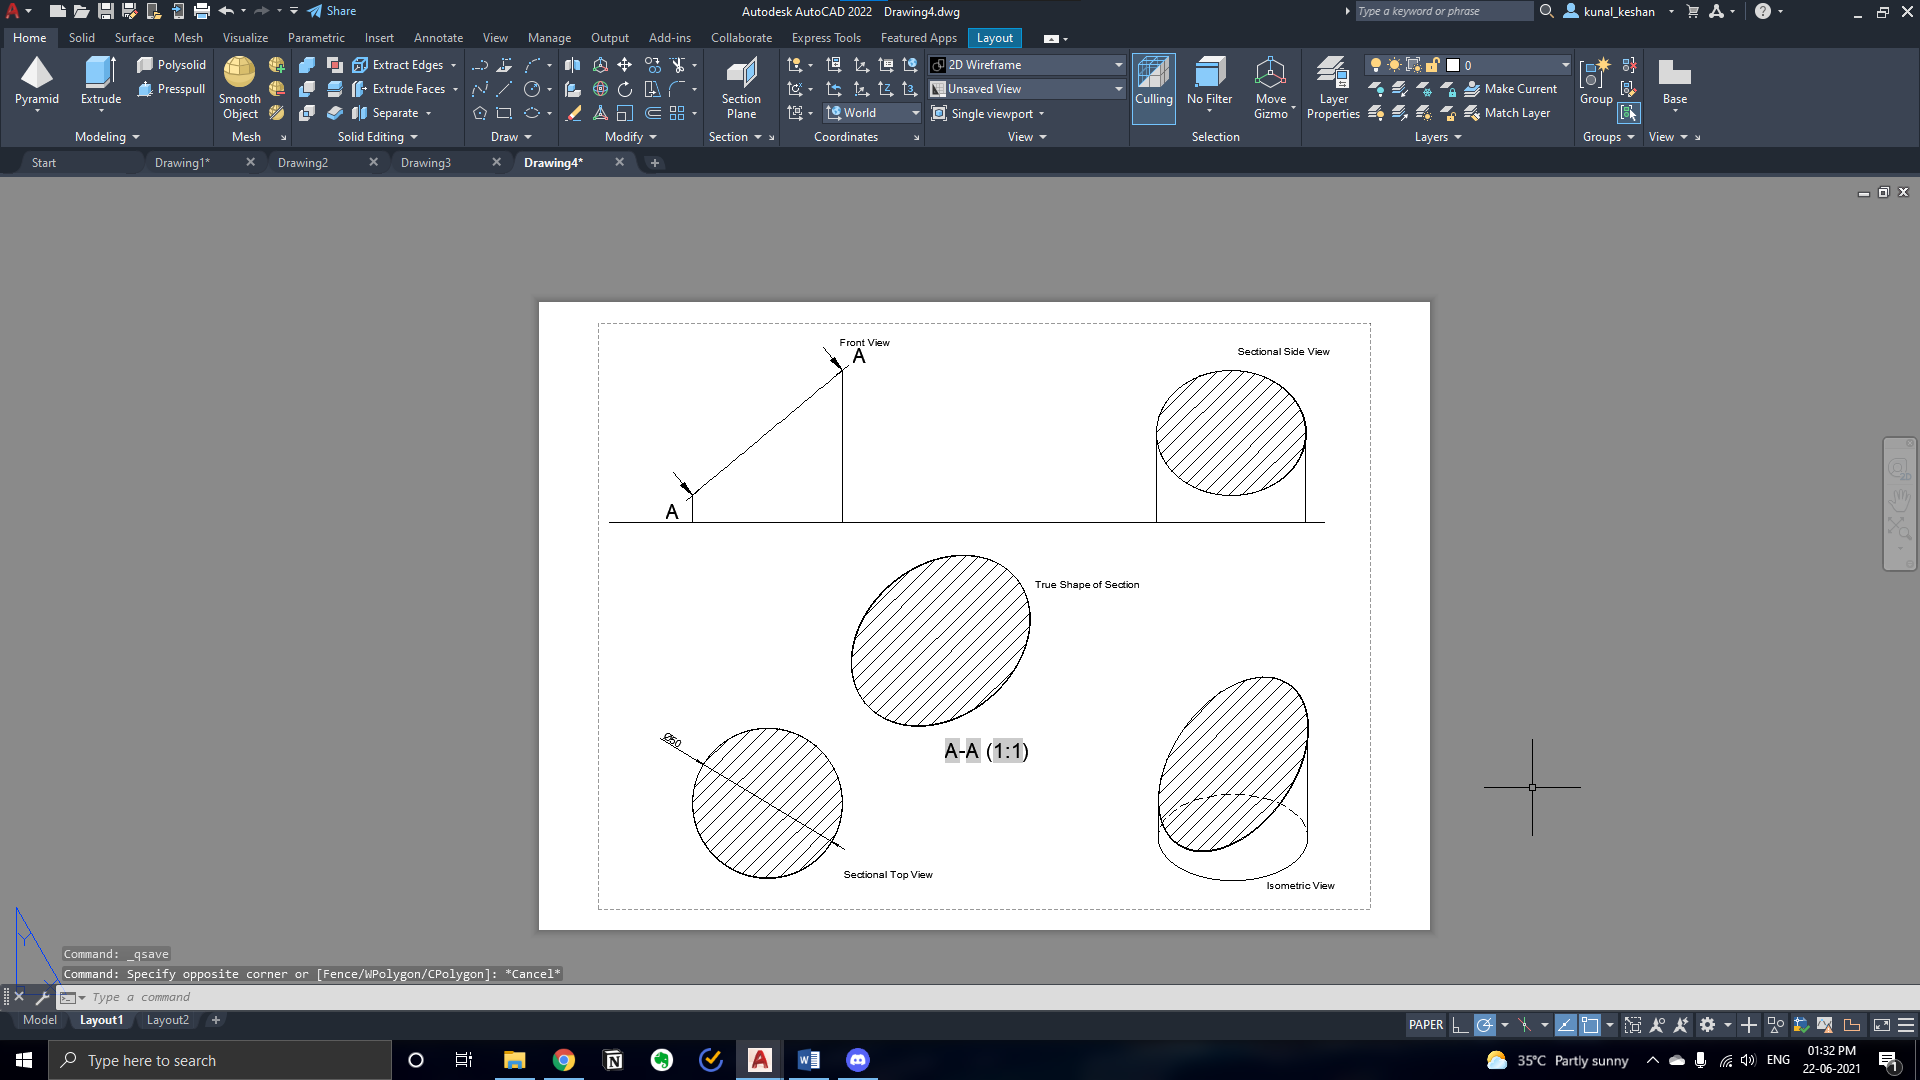 Share
Autodesk AutoCAD 2022 Drawing4.dwg
Type a keyword or phrase
kunal_keshan
Home Solid Surface Mesh Visualize Parametric Insert Annotate View Manage Output Add-ins Collaborate Express Tools Featured Apps Layout
Polysolid Extract Edges 2D Wireframe 0
Presspull Extrude Faces Unsaved View Make Current
Pyramid Extrude Smooth Object Section Plane Culling No Filter Move Gizmo Layer Properties Group Base
Separate World Single viewport Match Layer
Modeling Mesh Solid Editing Draw Modify Section Coordinates View Selection Layers Groups View
Start Drawing1* Drawing2 Drawing3 Drawing4*
Front View
A
Sectional Side View
A
True Shape of Section
A-A (1:1)
Ø50
Sectional Top View
Isometric View
Y
X
Command: _qsave
Command: Specify opposite corner or [Fence/WPolygon/CPolygon]: *Cancel*
Type a command
Model Layout1 Layout2
PAPER
Type here to search
35°C Partly sunny
ENG
01:32 PM
22-06-2021
1